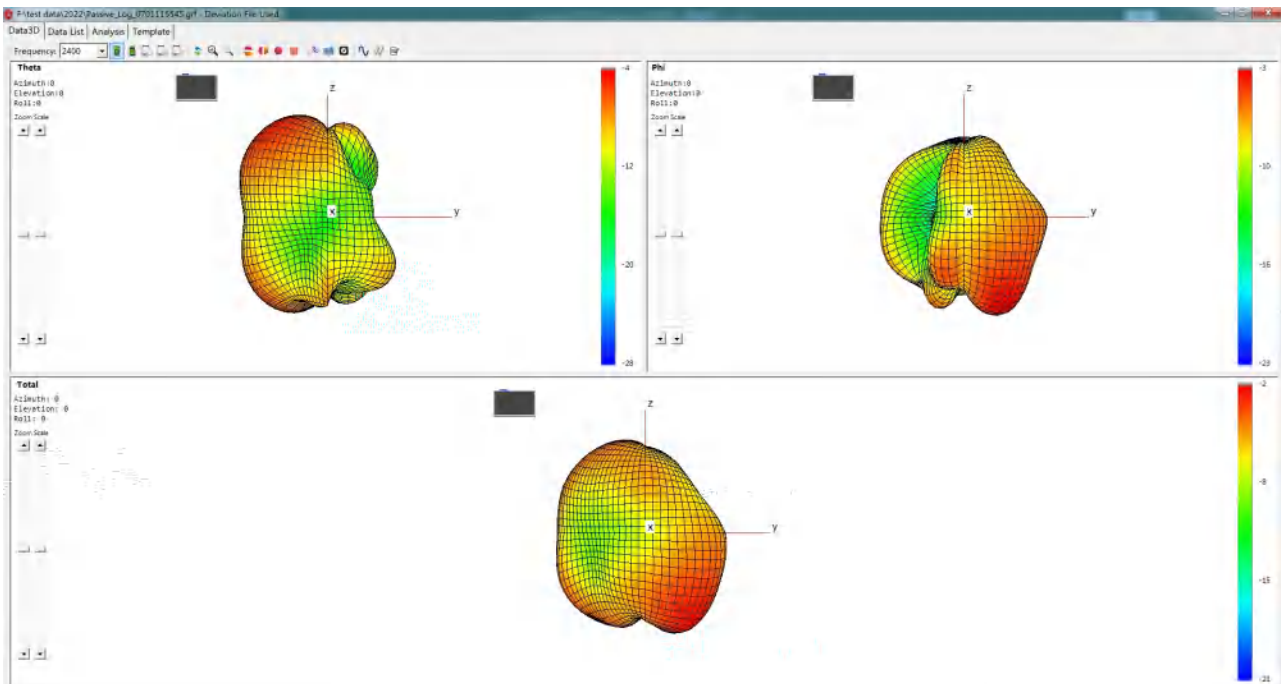 F:\test data\2022\Passive_Log_0701115545.grf - Deviation File Used
Data3D Data List Analysis Template
Frequency: 2400
Theta
Azimuth:0
Elevation:0
Roll:0
Zoom Scale
z
x
y
-4
-12
-20
-28
Phi
Azimuth:0
Elevation:0
Roll:0
Zoom Scale
z
x
y
-3
-10
-16
-23
Total
Azimuth: 0
Elevation: 0
Roll: 0
Zoom Scale
z
x
y
-2
-8
-15
-21